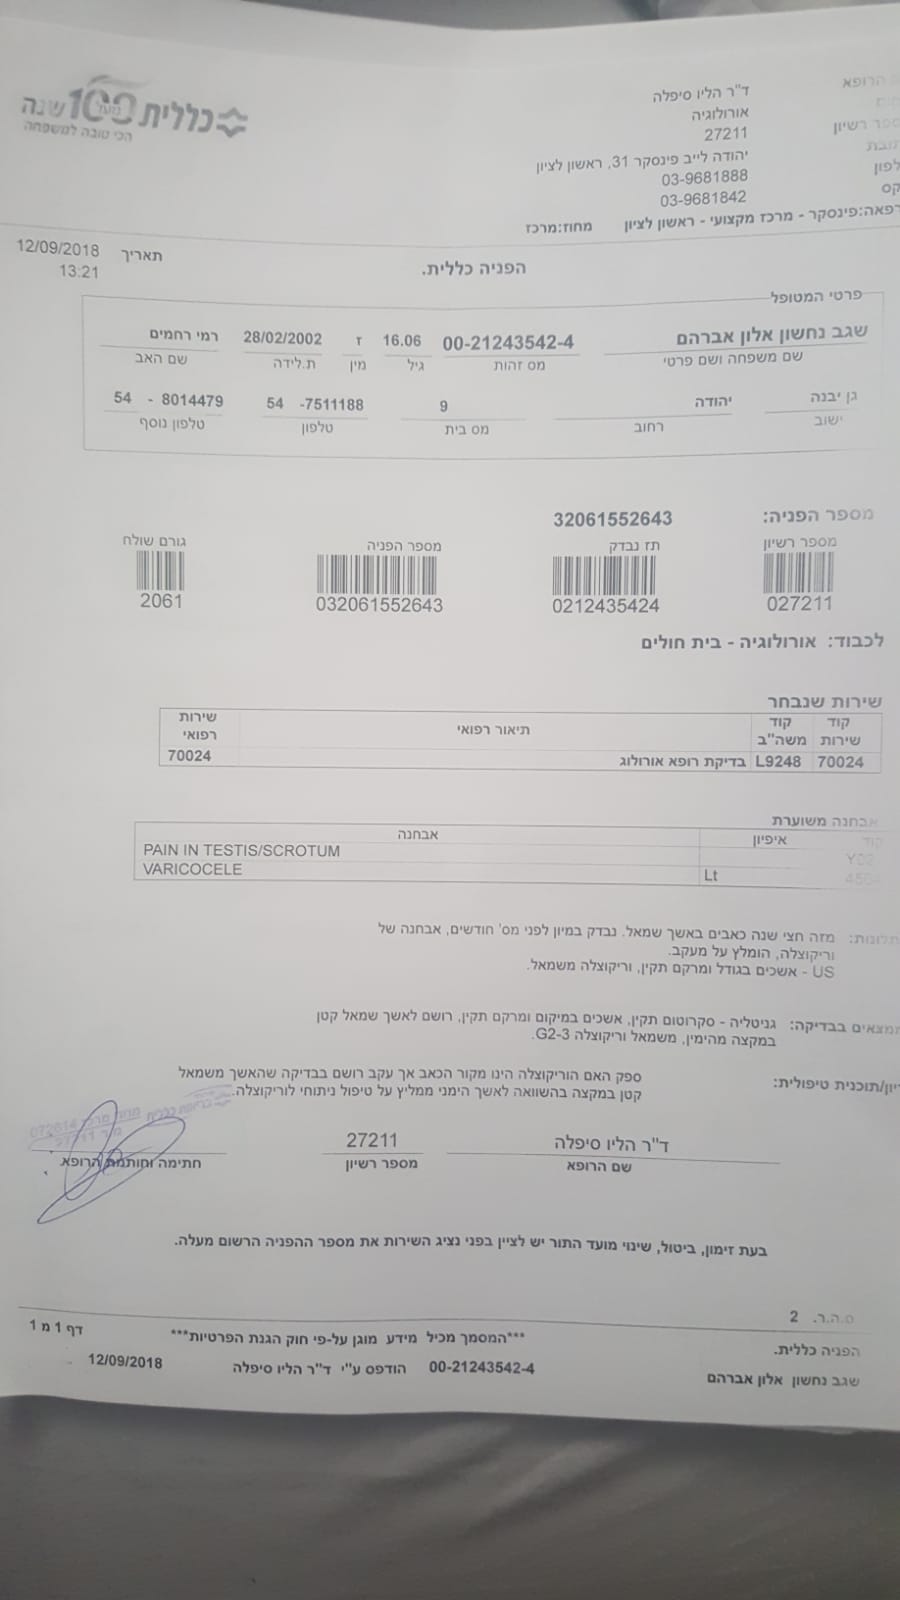 כללית מעל 100 שנה
הכי טובה למשפחה
הרופא ד"ר הליו סיפלה
אורולוגיה
מספר רשיון 27211
כתובת יהודה לייב פינסקר 31, ראשון לציון
טלפון 03-9681888
פקס 03-9681842
מרפאה:פינסקר - מרכז מקצועי - ראשון לציון מחוז:מרכז
תאריך 12/09/2018
13:21
הפניה כללית.
פרטי המטופל
שגב נחשון אלון אברהם 00-21243542-4 16.06 ז 28/02/2002 רמי רחמים
שם משפחה ושם פרטי מס זהות גיל מין ת.לידה שם האב
גן יבנה יהודה 9 54 -7511188 54 - 8014479
ישוב רחוב מס בית טלפון טלפון נוסף
מספר הפניה: 32061552643
מספר רשיון תז נבדק מספר הפניה גורם שולח
027211 0212435424 032061552643 2061
לכבוד: אורולוגיה - בית חולים
שירות שנבחר
קוד שירות קוד משה"ב תיאור רפואי שירות רפואי
70024 L9248 בדיקת רופא אורולוג 70024
אבחנה משוערת
קוד איפיון אבחנה
PAIN IN TESTIS/SCROTUM
Lt VARICOCELE
תלונות: מזה חצי שנה כאבים באשך שמאל. נבדק במיון לפני מס' חודשים, אבחנה של
וריקוצלה, הומלץ על מעקב.
US - אשכים בגודל ומרקם תקין, וריקוצלה משמאל.
ממצאים בבדיקה: גניטליה - סקרוטום תקין, אשכים במיקום ומרקם תקין, רושם לאשך שמאל קטן
במקצה מהימין, משמאל וריקוצלה G2-3.
דיון/תוכנית טיפולית: ספק האם הוריקוצלה הינו מקור הכאב אך עקב רושם בבדיקה שהאשך משמאל
קטן במקצה בהשוואה לאשך הימני ממליץ על טיפול ניתוחי לוריקוצלה.
ד"ר הליו סיפלה 27211
שם הרופא מספר רשיון חתימה וחותמת הרופא
בעת זימון, ביטול, שינוי מועד התור יש לציין בפני נציג השירות את מספר ההפניה הרשום מעלה.
ס.ה.ר. 2
***המסמך מכיל מידע מוגן על-פי חוק הגנת הפרטיות*** דף 1 מ 1
הפניה כללית.
שגב נחשון אלון אברהם 00-21243542-4 הודפס ע"י ד"ר הליו סיפלה 12/09/2018